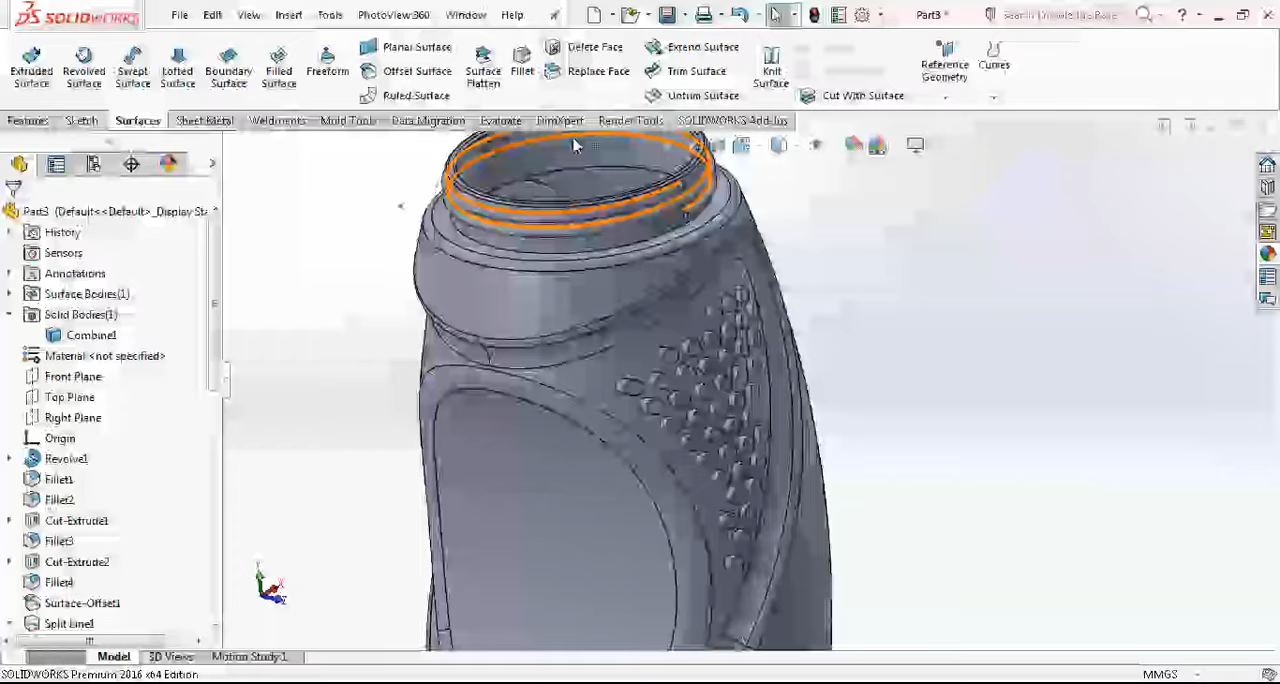 SOLIDWORKS File Edit View Insert Tools PhotoView 360 Window Help Part3 *
Extruded Surface
Revolved Surface
Swept Surface
Lofted Surface
Boundary Surface
Filled Surface
Freeform
Planar Surface
Offset Surface
Ruled Surface
Surface Flatten
Fillet
Delete Face
Replace Face
Extend Surface
Trim Surface
Untrim Surface
Knit Surface
Cut With Surface
Reference Geometry
Curves
Features Sketch Surfaces Sheet Metal Weldments Mold Tools Data Migration Evaluate DimXpert Render Tools SOLIDWORKS Add-Ins
Part3 (Default<<Default>_Display Sta
History
Sensors
Annotations
Surface Bodies(1)
Solid Bodies(1)
Combine1
Material <not specified>
Front Plane
Top Plane
Right Plane
Origin
Revolve1
Fillet1
Fillet2
Cut-Extrude1
Fillet3
Cut-Extrude2
Fillet4
Surface-Offset1
Split Line1
Model 3D Views Motion Study 1
SOLIDWORKS Premium 2016 x64 Edition MMGS